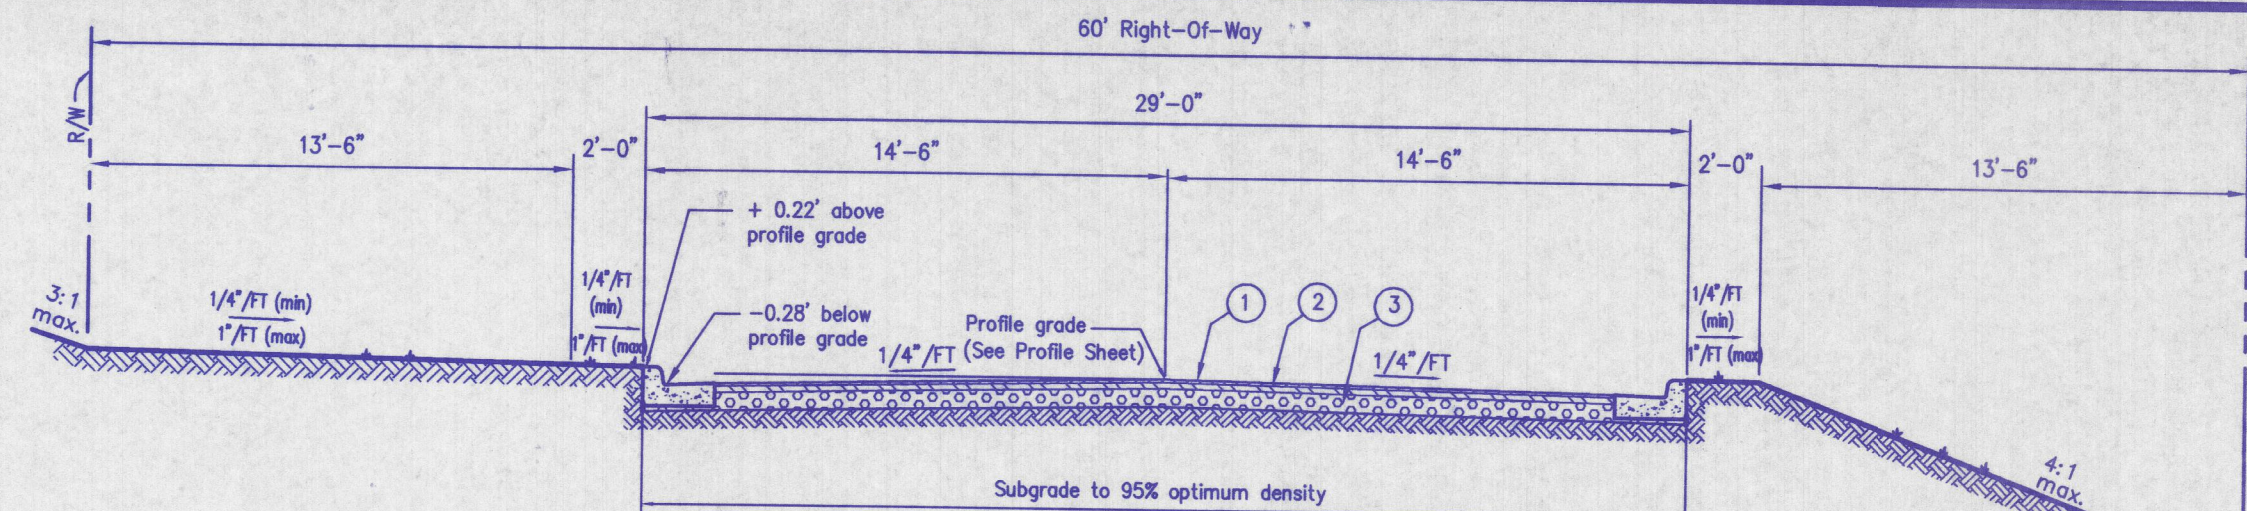 60' Right-Of-Way
R/W
29'-0"
13'-6"
2'-0"
14'-6"
14'-6"
2'-0"
13'-6"
+ 0.22' above
profile grade
3:1
max.
1/4"/FT (min)
1"/FT (max)
1/4"/FT
(min)
1"/FT (max)
-0.28' below
profile grade
1/4"/FT
Profile grade
(See Profile Sheet)
1
2
3
1/4"/FT
1/4"/FT
(min)
1"/FT (max)
4:1
max.
Subgrade to 95% optimum density